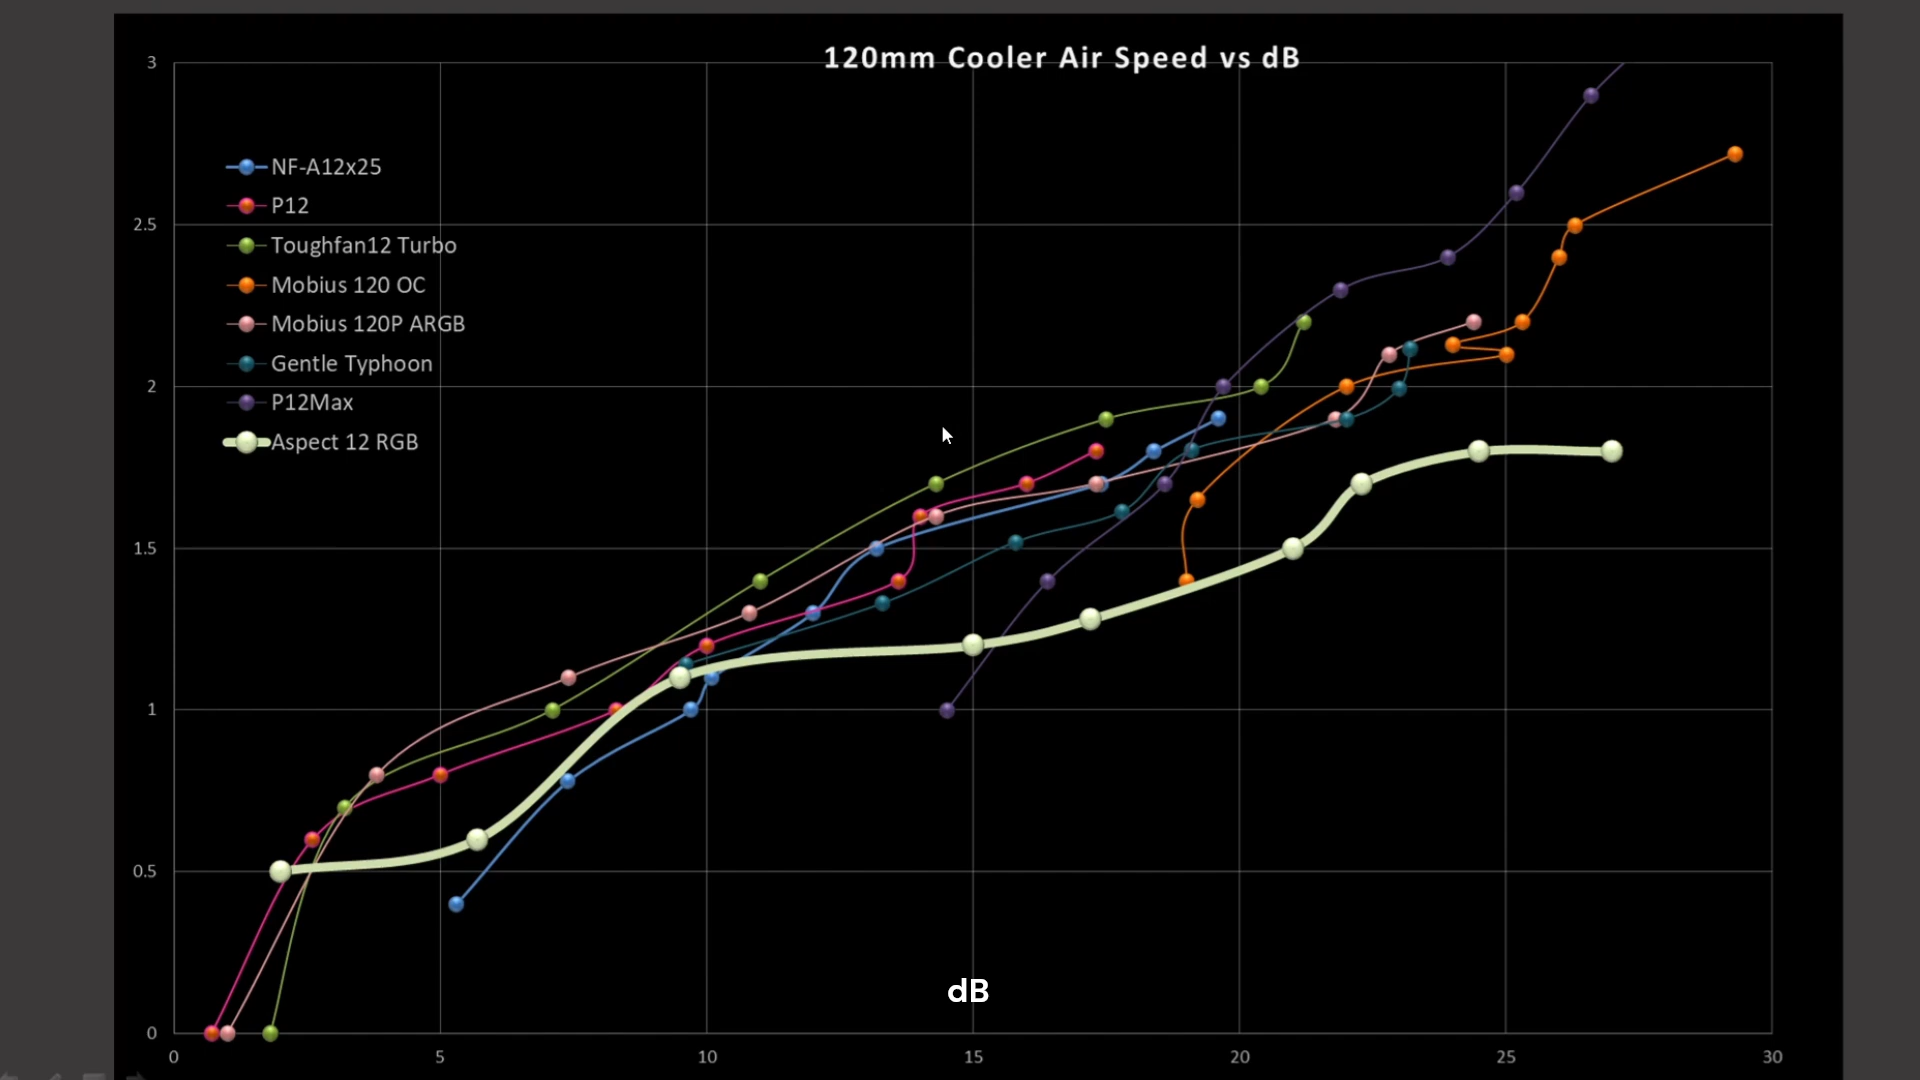 120mm Cooler Air Speed vs dB
3
2.5
2
1.5
1
0.5
0
NF-A12x25
P12
Toughfan12 Turbo
Mobius 120 OC
Mobius 120P ARGB
Gentle Typhoon
P12Max
Aspect 12 RGB
dB
0 5 10 15 20 25 30